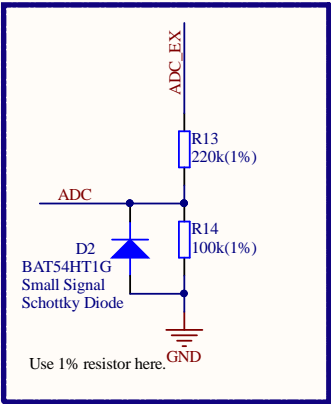 ADC_EX
R13
220k(1%)
ADC
R14
100k(1%)
D2
BAT54HT1G
Small Signal
Schottky Diode
GND
Use 1% resistor here.